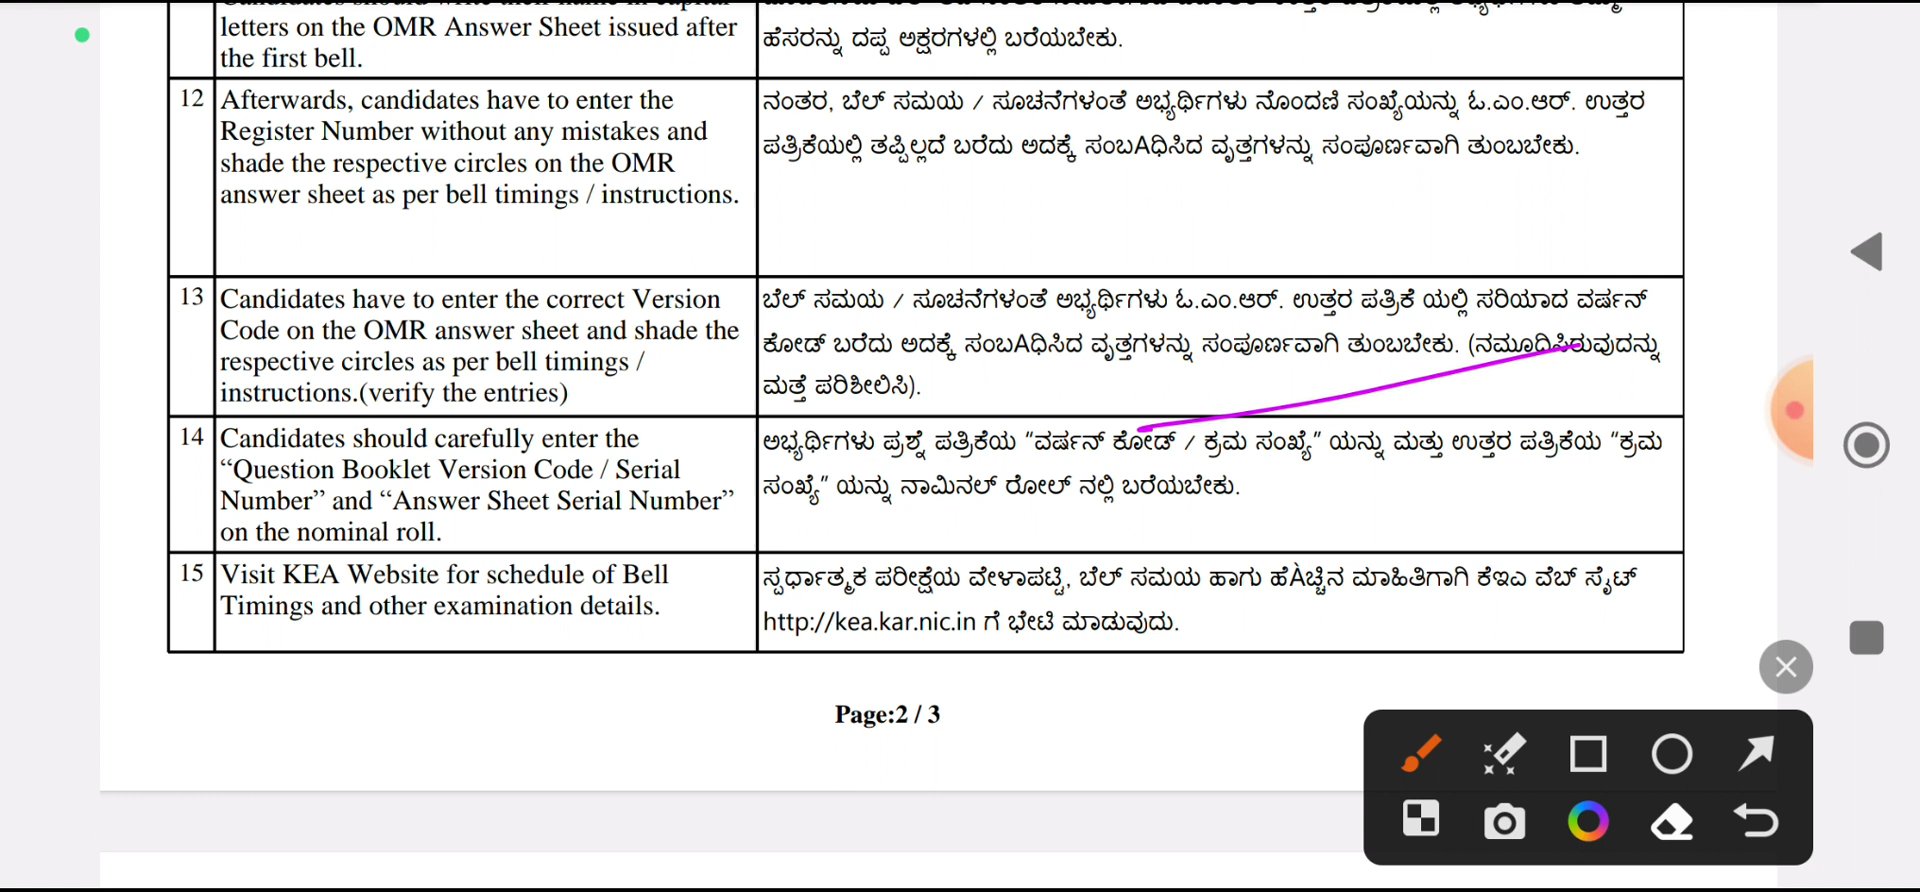 letters on the OMR Answer Sheet issued after
the first bell.
ಹೆಸರನ್ನು ದಪ್ಪ ಅಕ್ಷರಗಳಲ್ಲಿ ಬರೆಯಬೇಕು.
12
Afterwards, candidates have to enter the
Register Number without any mistakes and
shade the respective circles on the OMR
answer sheet as per bell timings / instructions.
ನಂತರ, ಬೆಲ್ ಸಮಯ / ಸೂಚನೆಗಳಂತೆ ಅಭ್ಯರ್ಥಿಗಳು ನೊಂದಣಿ ಸಂಖ್ಯೆಯನ್ನು ಓ.ಎಂ.ಆರ್. ಉತ್ತರ
ಪತ್ರಿಕೆಯಲ್ಲಿ ತಪ್ಪಿಲ್ಲದೆ ಬರೆದು ಅದಕ್ಕೆ ಸಂಬAಧಿಸಿದ ವೃತ್ತಗಳನ್ನು ಸಂಪೂರ್ಣವಾಗಿ ತುಂಬಬೇಕು.
13
Candidates have to enter the correct Version
Code on the OMR answer sheet and shade the
respective circles as per bell timings /
instructions.(verify the entries)
ಬೆಲ್ ಸಮಯ / ಸೂಚನೆಗಳಂತೆ ಅಭ್ಯರ್ಥಿಗಳು ಓ.ಎಂ.ಆರ್. ಉತ್ತರ ಪತ್ರಿಕೆ ಯಲ್ಲಿ ಸರಿಯಾದ ವರ್ಷನ್
ಕೋಡ್ ಬರೆದು ಅದಕ್ಕೆ ಸಂಬAಧಿಸಿದ ವೃತ್ತಗಳನ್ನು ಸಂಪೂರ್ಣವಾಗಿ ತುಂಬಬೇಕು. (ನಮೂದಿಸಿರುವುದನ್ನು
ಮತ್ತೆ ಪರಿಶೀಲಿಸಿ).
14
Candidates should carefully enter the
“Question Booklet Version Code / Serial
Number” and “Answer Sheet Serial Number”
on the nominal roll.
ಅಭ್ಯರ್ಥಿಗಳು ಪ್ರಶ್ನೆ ಪತ್ರಿಕೆಯ “ವರ್ಷನ್ ಕೋಡ್ / ಕ್ರಮ ಸಂಖ್ಯೆ” ಯನ್ನು ಮತ್ತು ಉತ್ತರ ಪತ್ರಿಕೆಯ “ಕ್ರಮ
ಸಂಖ್ಯೆ” ಯನ್ನು ನಾಮಿನಲ್ ರೋಲ್ ನಲ್ಲಿ ಬರೆಯಬೇಕು.
15
Visit KEA Website for schedule of Bell
Timings and other examination details.
ಸ್ಪರ್ಧಾತ್ಮಕ ಪರೀಕ್ಷೆಯ ವೇಳಾಪಟ್ಟಿ, ಬೆಲ್ ಸಮಯ ಹಾಗು ಹೆÀಚ್ಚಿನ ಮಾಹಿತಿಗಾಗಿ ಕೆಇಎ ವೆಬ್ ಸೈಟ್
http://kea.kar.nic.in ಗೆ ಭೇಟಿ ಮಾಡುವುದು.
Page:2 / 3